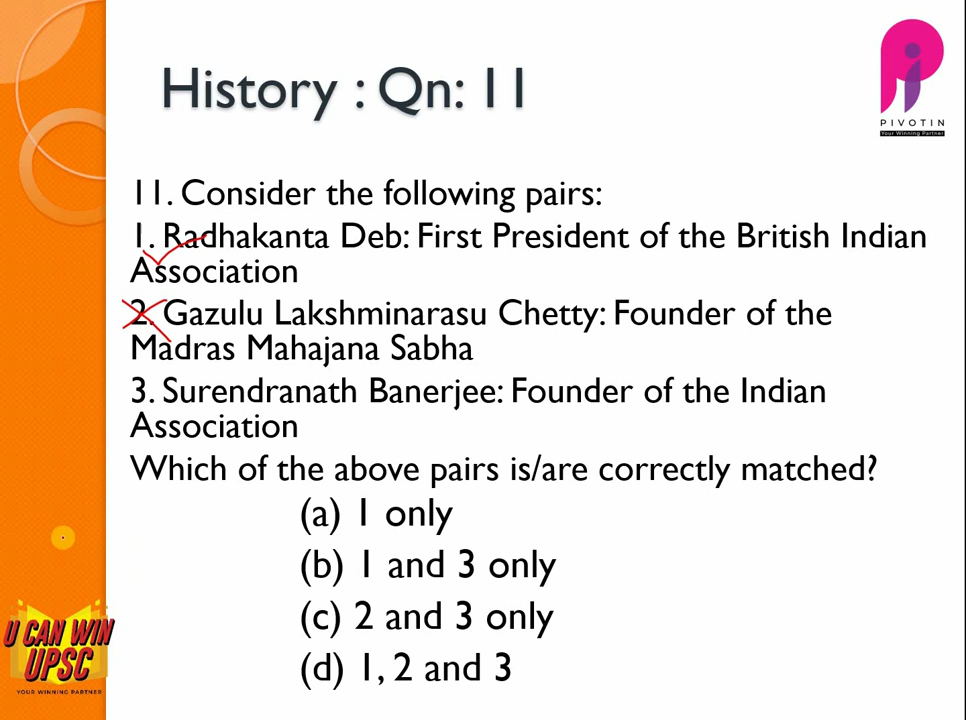 History : Qn: 11
PIVOTIN
Your Winning Partner
11. Consider the following pairs:
1. Radhakanta Deb: First President of the British Indian
Association
2. Gazulu Lakshminarasu Chetty: Founder of the
Madras Mahajana Sabha
3. Surendranath Banerjee: Founder of the Indian
Association
Which of the above pairs is/are correctly matched?
(a) 1 only
(b) 1 and 3 only
(c) 2 and 3 only
(d) 1, 2 and 3
U CAN WIN
UPSC
YOUR WINNING PARTNER